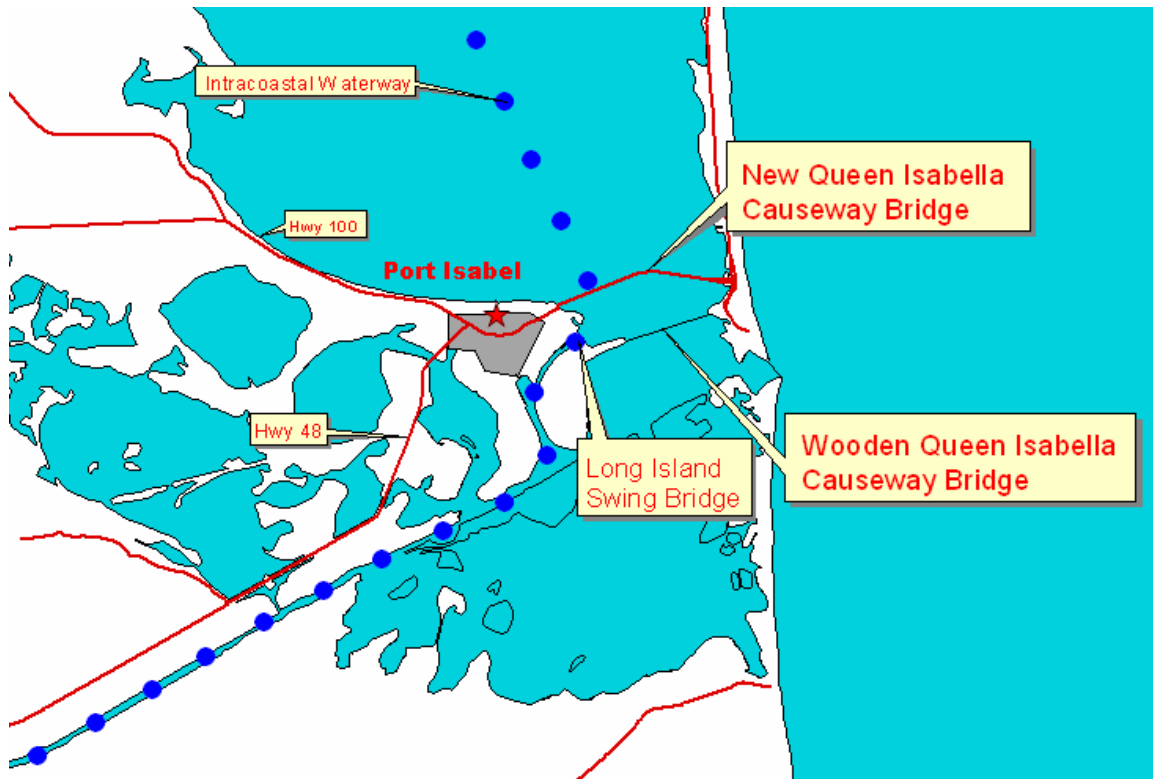 Intracoastal Waterway
New Queen Isabella
Causeway Bridge
Hwy 100
Port Isabel
Hwy 48
Long Island
Swing Bridge
Wooden Queen Isabella
Causeway Bridge